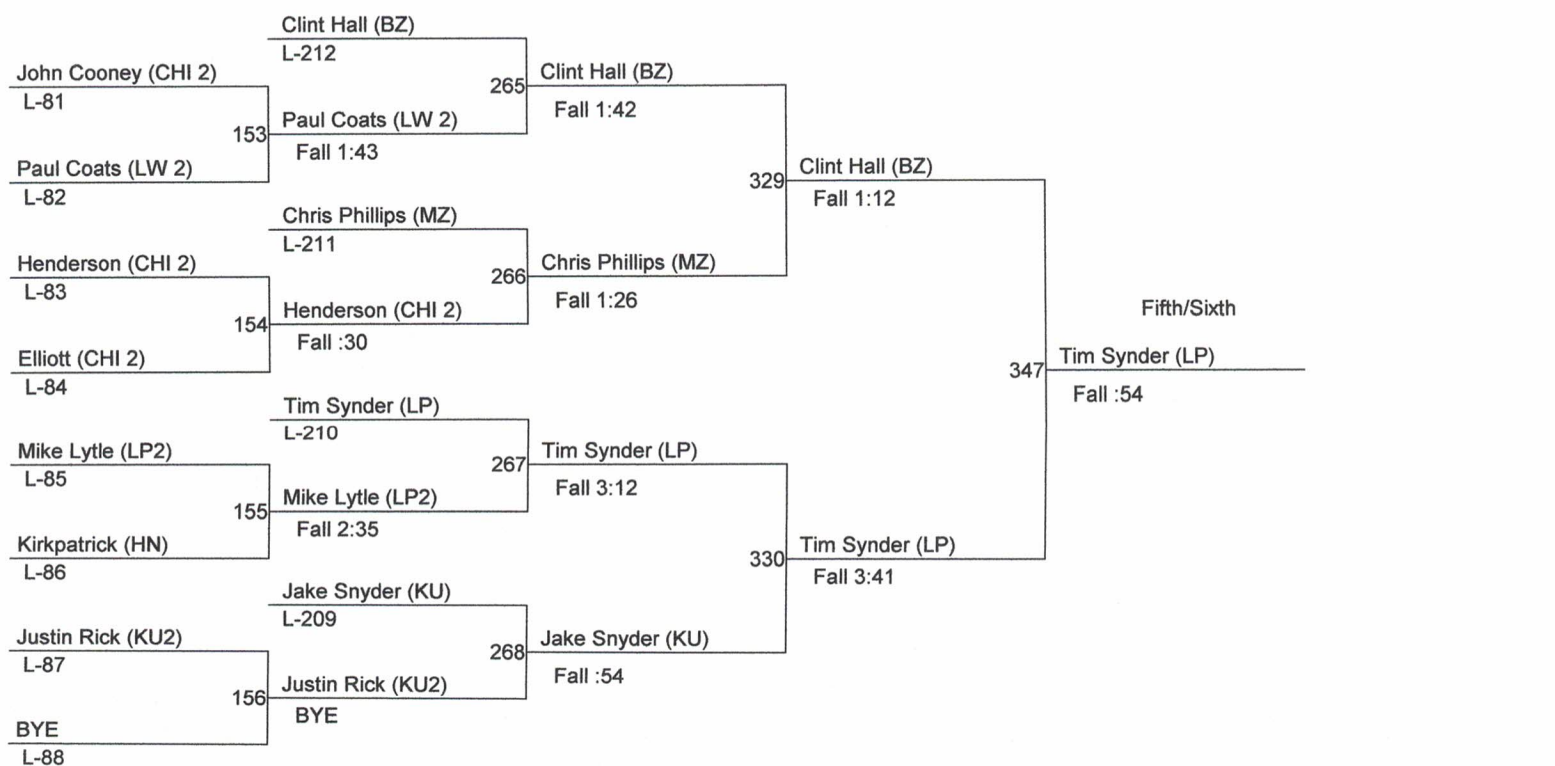 Clint Hall (BZ)
L-212
John Cooney (CHI 2)
L-81
265
Clint Hall (BZ)
Fall 1:42
153
Paul Coats (LW 2)
Fall 1:43
Paul Coats (LW 2)
L-82
329
Clint Hall (BZ)
Fall 1:12
Chris Phillips (MZ)
L-211
Henderson (CHI 2)
L-83
266
Chris Phillips (MZ)
Fall 1:26
154
Henderson (CHI 2)
Fall :30
Elliott (CHI 2)
L-84
Fifth/Sixth
347
Tim Synder (LP)
Fall :54
Tim Synder (LP)
L-210
Mike Lytle (LP2)
L-85
267
Tim Synder (LP)
Fall 3:12
155
Mike Lytle (LP2)
Fall 2:35
Kirkpatrick (HN)
L-86
330
Tim Synder (LP)
Fall 3:41
Jake Snyder (KU)
L-209
Justin Rick (KU2)
L-87
268
Jake Snyder (KU)
Fall :54
156
Justin Rick (KU2)
BYE
BYE
L-88